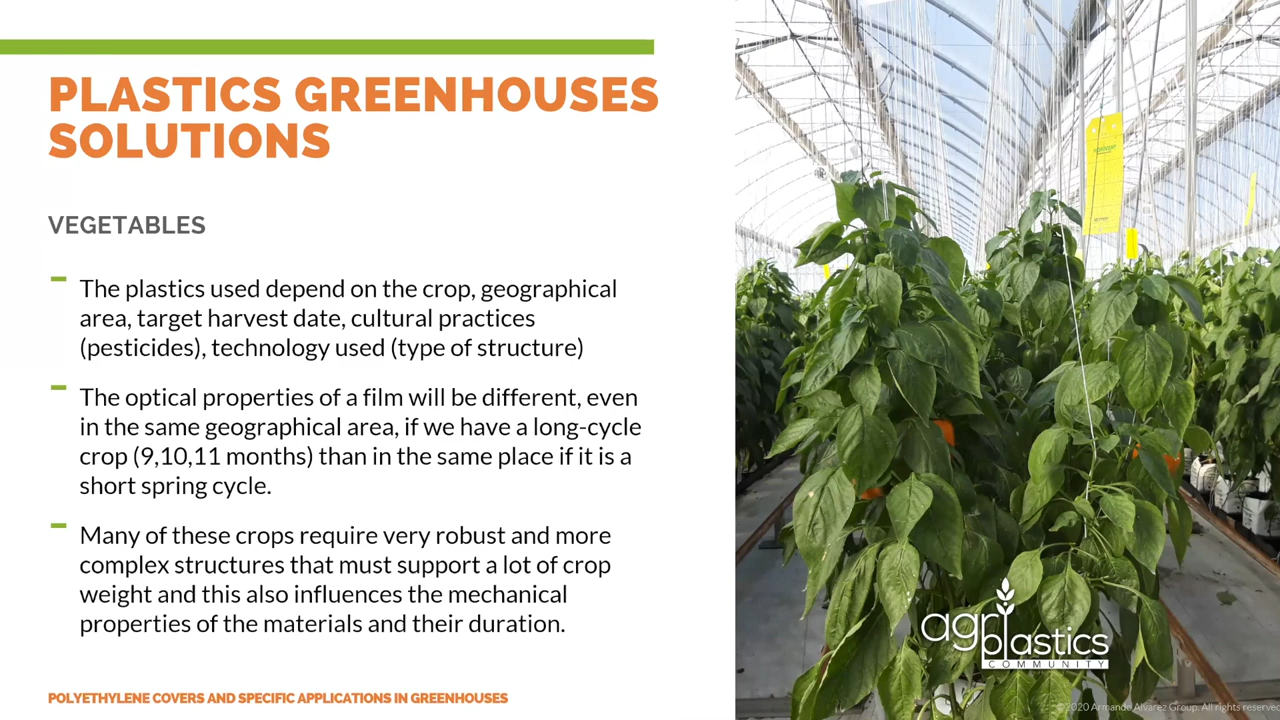 PLASTICS GREENHOUSES
SOLUTIONS
VEGETABLES
The plastics used depend on the crop, geographical
area, target harvest date, cultural practices
(pesticides), technology used (type of structure)
The optical properties of a film will be different, even
in the same geographical area, if we have a long-cycle
crop (9,10,11 months) than in the same place if it is a
short spring cycle.
Many of these crops require very robust and more
complex structures that must support a lot of crop
weight and this also influences the mechanical
properties of the materials and their duration.
POLYETHYLENE COVERS AND SPECIFIC APPLICATIONS IN GREENHOUSES
agriplastics
COMMUNITY
©2020 Armando Alvarez Group. All rights reserved